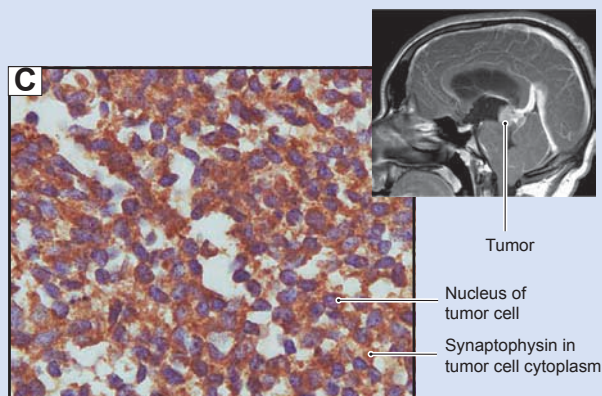 C
Tumor
Nucleus of
tumor cell
Synaptophysin in
tumor cell cytoplasm